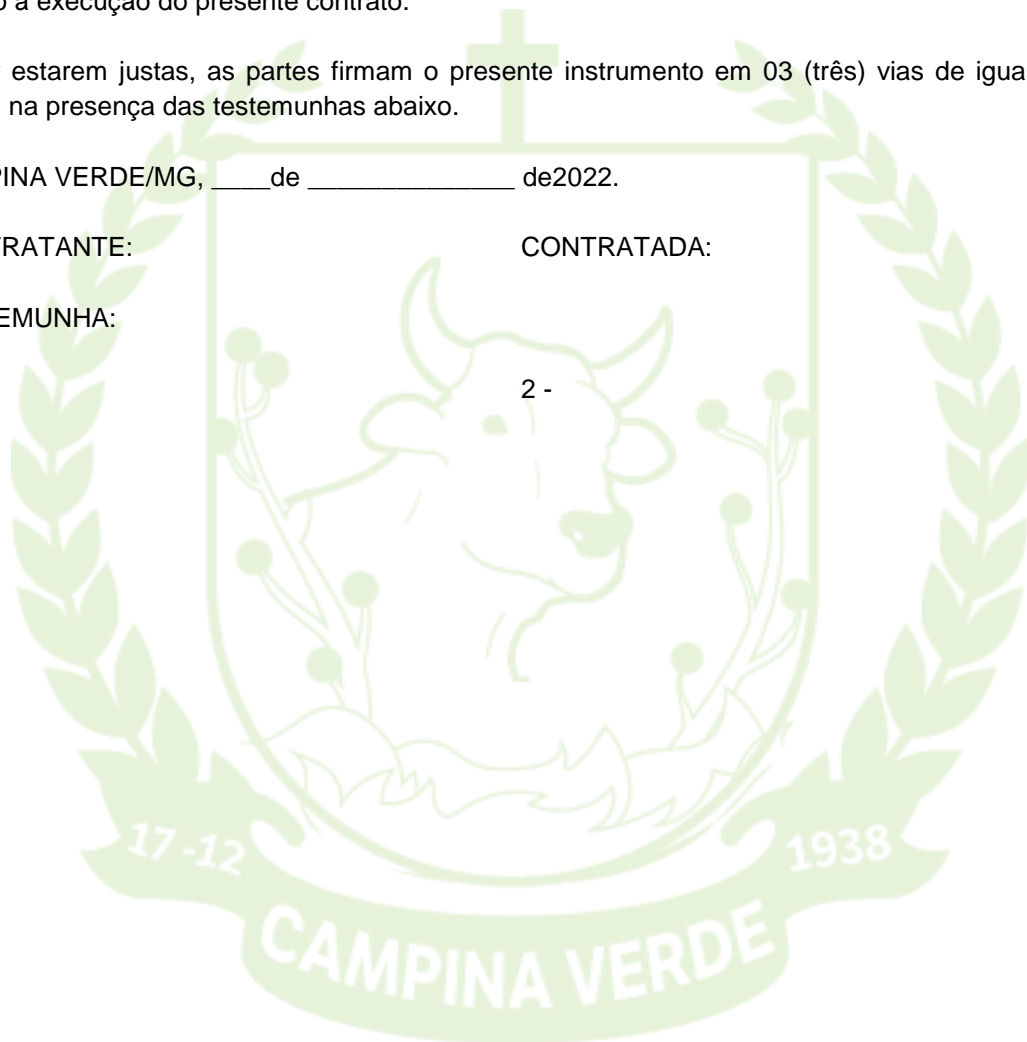 a execução do presente contrato.
estarem justas, as partes firmam o presente instrumento em 03 (três) vias de igua
na presença das testemunhas abaixo.
PINA VERDE/MG, ____de ______________ de2022.
TRATANTE: CONTRATADA:
EMUNHA:
2 -
17-12 1938
CAMPINA VERDE